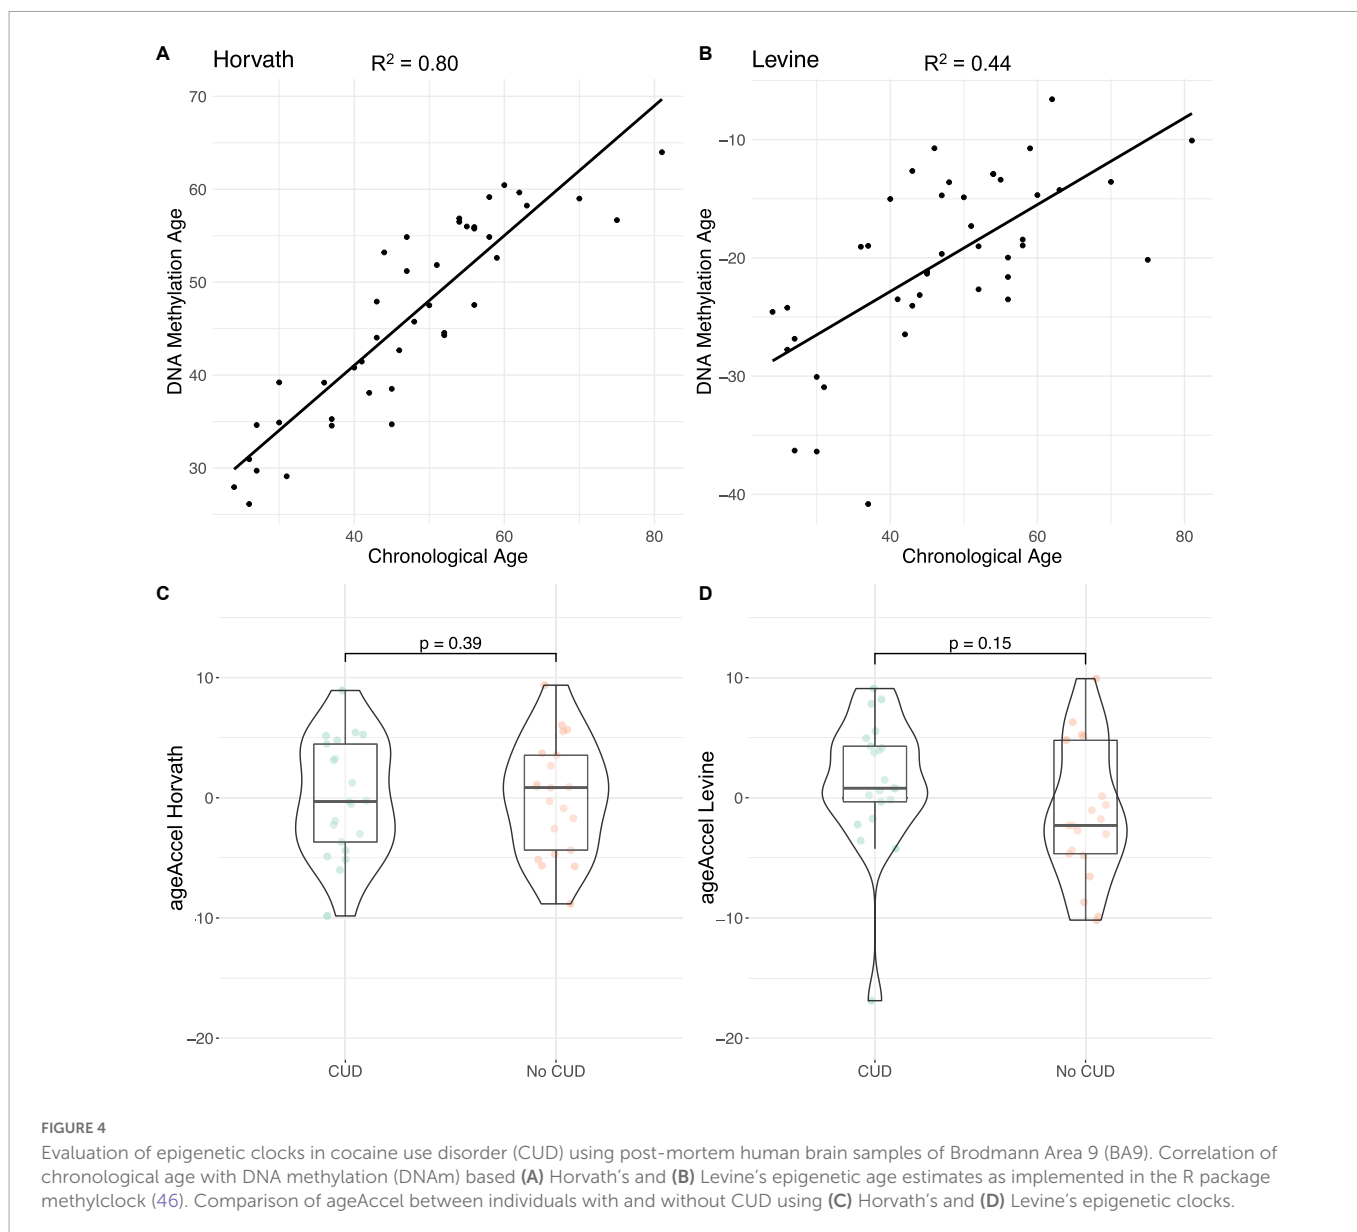 A Horvath R² = 0.80
70
60
50
40
30
DNA Methylation Age
40 60 80
Chronological Age
B Levine R² = 0.44
−10
−20
−30
−40
DNA Methylation Age
40 60 80
Chronological Age
C
p = 0.39
10
0
10
−20
ageAccel Horvath
CUD No CUD
D
p = 0.15
10
0
−10
−20
ageAccel Levine
CUD No CUD
FIGURE 4
Evaluation of epigenetic clocks in cocaine use disorder (CUD) using post-mortem human brain samples of Brodmann Area 9 (BA9). Correlation of
chronological age with DNA methylation (DNAm) based (A) Horvath's and (B) Levine's epigenetic age estimates as implemented in the R package
methylclock (46). Comparison of ageAccel between individuals with and without CUD using (C) Horvath's and (D) Levine's epigenetic clocks.